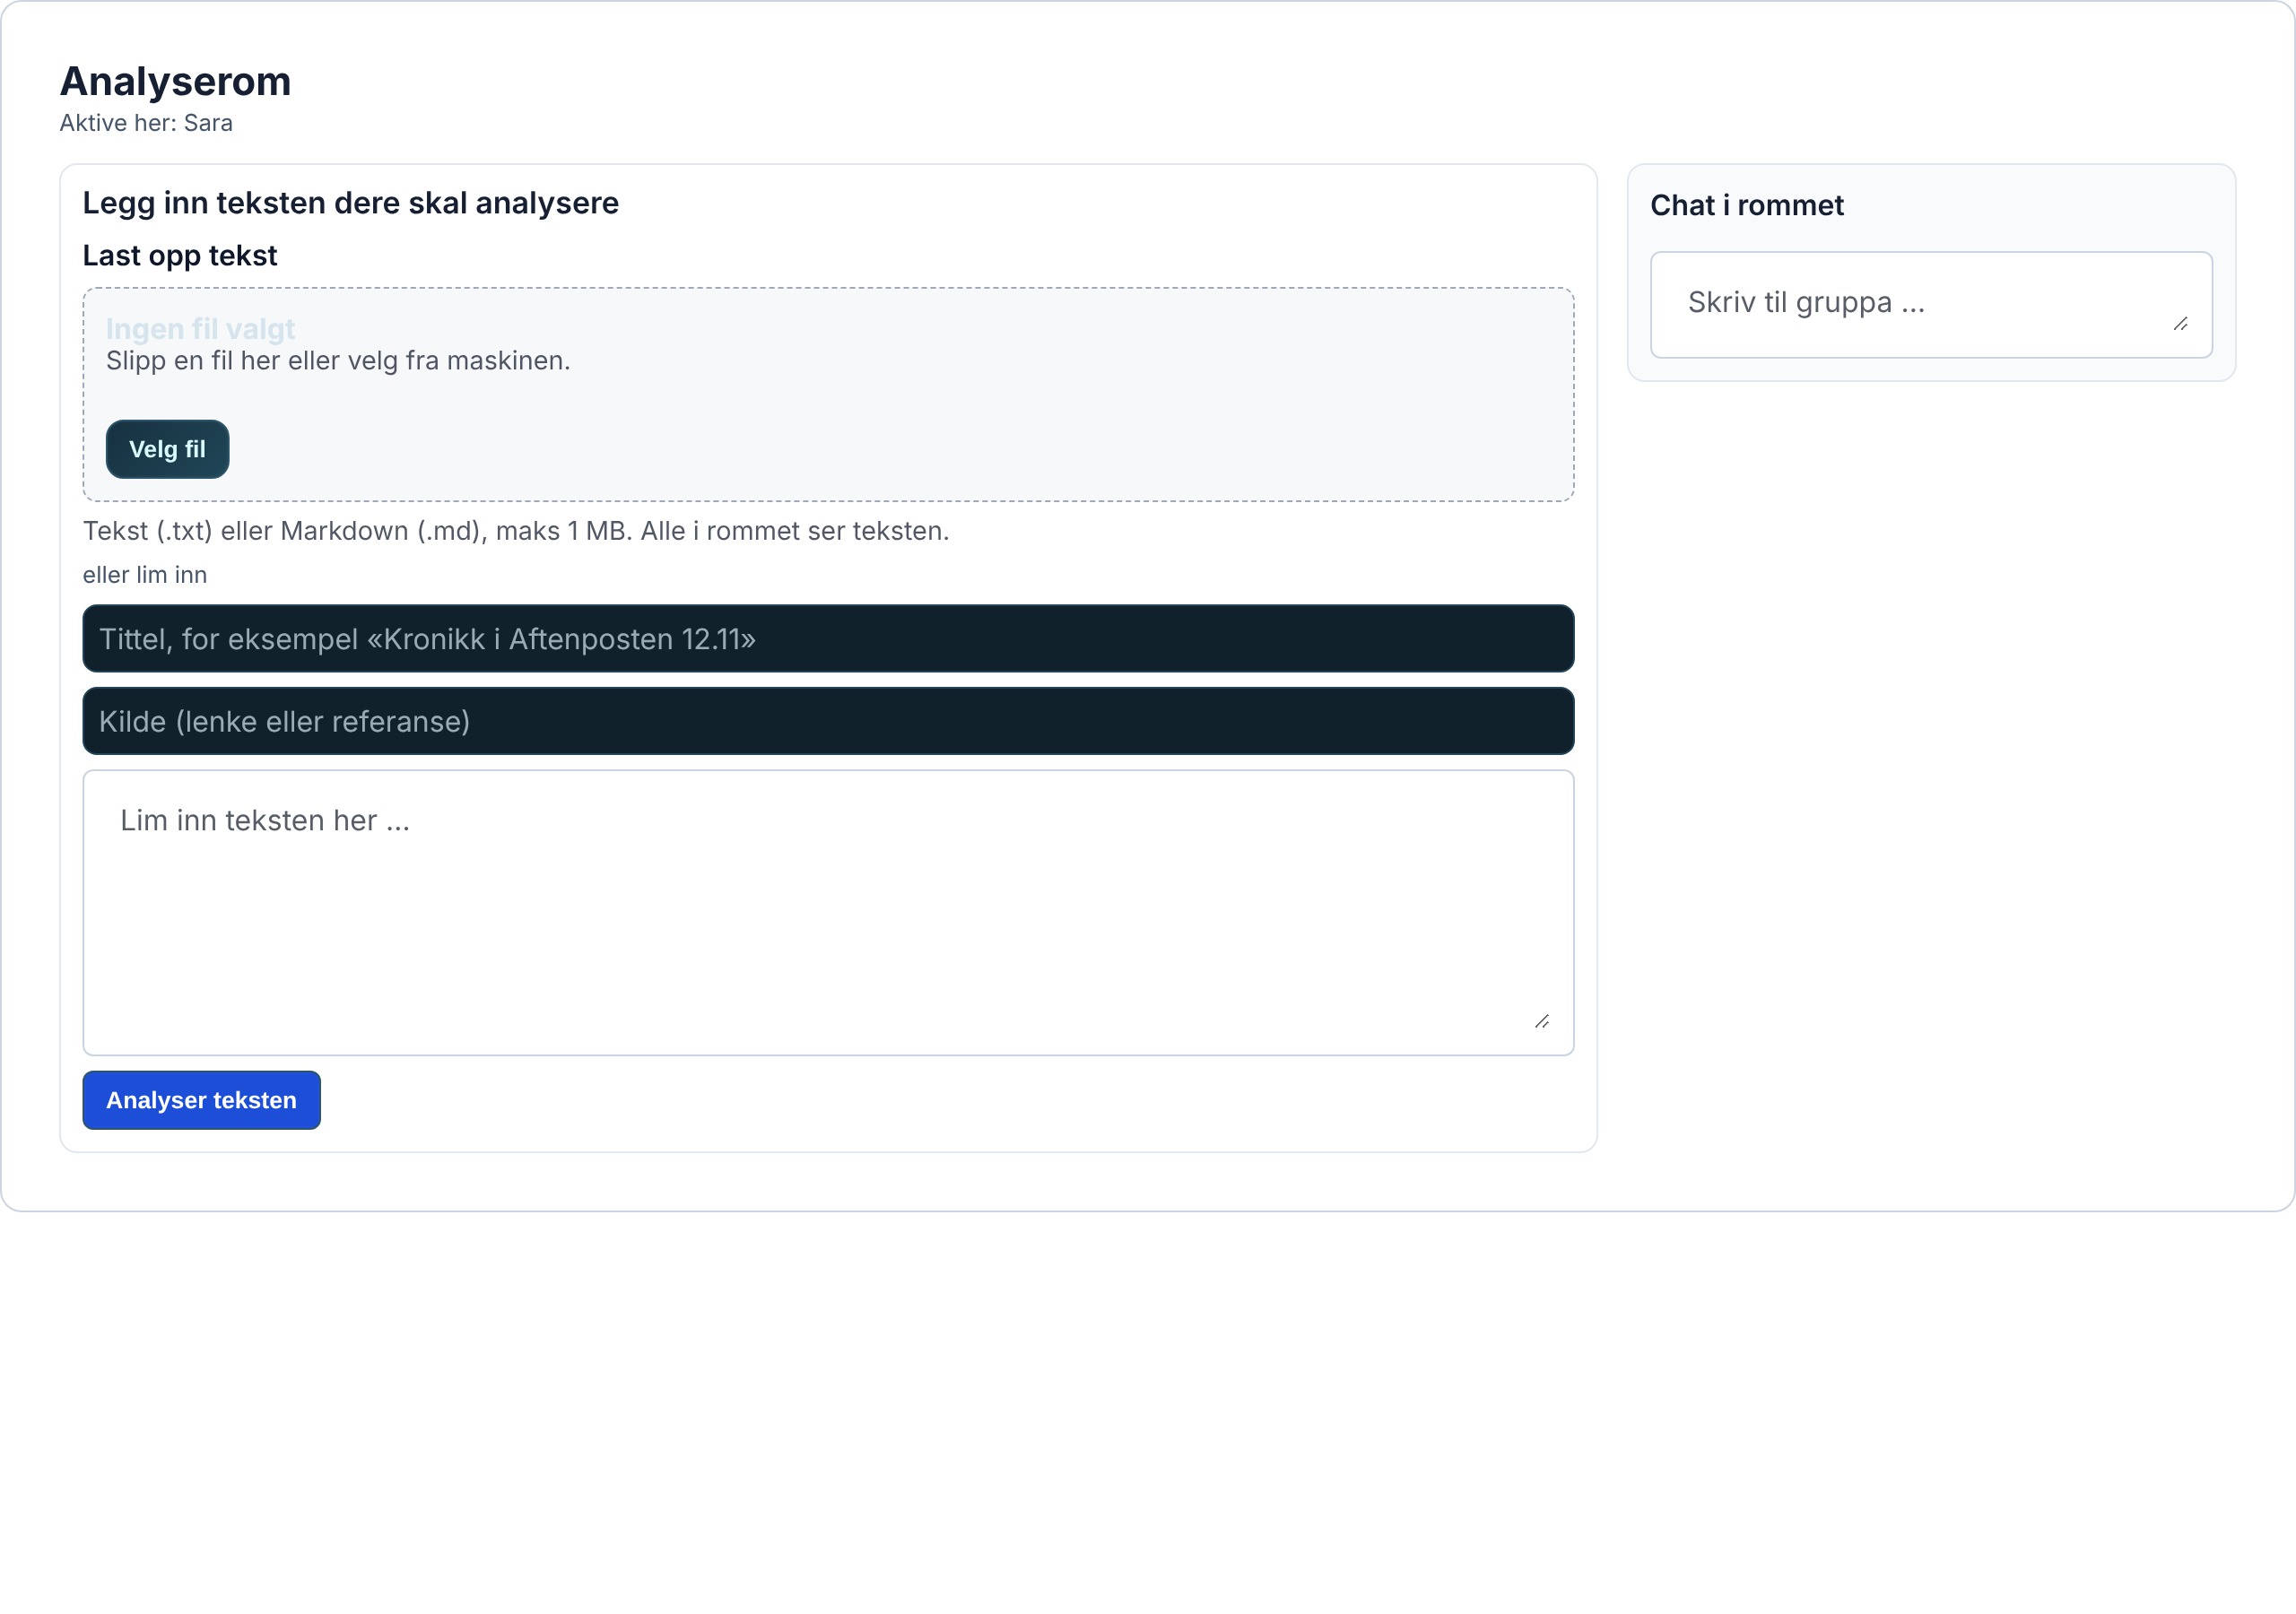 Analyserom
Aktive her: Sara
Legg inn teksten dere skal analysere
Last opp tekst
Ingen fil valgt
Slipp en fil her eller velg fra maskinen.
Velg fil
Tekst (.txt) eller Markdown (.md), maks 1 MB. Alle i rommet ser teksten.
eller lim inn
Tittel, for eksempel «Kronikk i Aftenposten 12.11»
Kilde (lenke eller referanse)
Lim inn teksten her ...
Analyser teksten
Chat i rommet
Skriv til gruppa ...